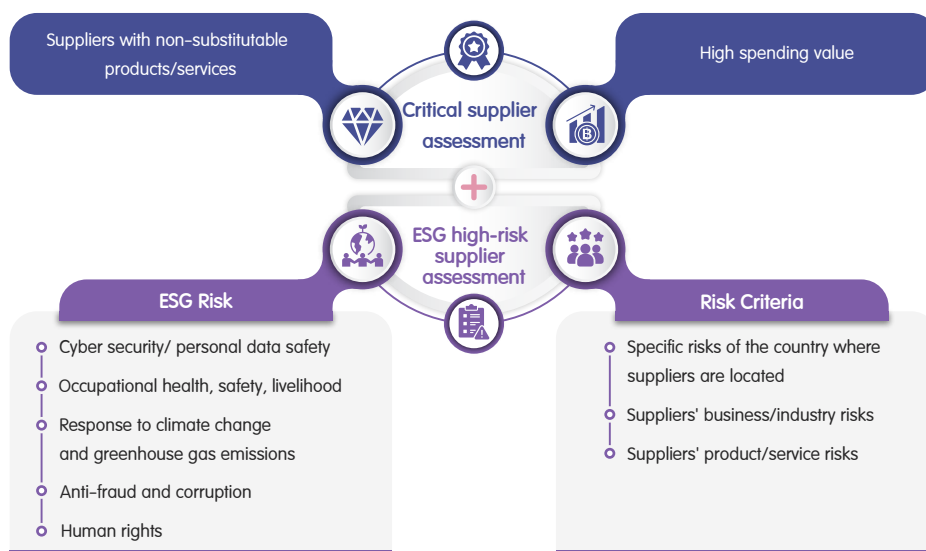 Suppliers with non-substitutable
products/services
High spending value
Critical supplier
assessment
B
ESG high-risk
supplier
assessment
ESG Risk
Cyber security/ personal data safety
Occupational health, safety, livelihood
Response to climate change
and greenhouse gas emissions
Anti-fraud and corruption
Human rights
Risk Criteria
Specific risks of the country where
suppliers are located
Suppliers' business/industry risks
Suppliers' product/service risks